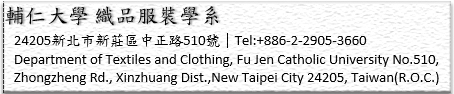 輔仁大學 織品服裝學系
24205新北市新莊區中正路510號│Tel:+886-2-2905-3660
Department of Textiles and Clothing, Fu Jen Catholic University No.510,
Zhongzheng Rd., Xinzhuang Dist.,New Taipei City 24205, Taiwan(R.O.C.)